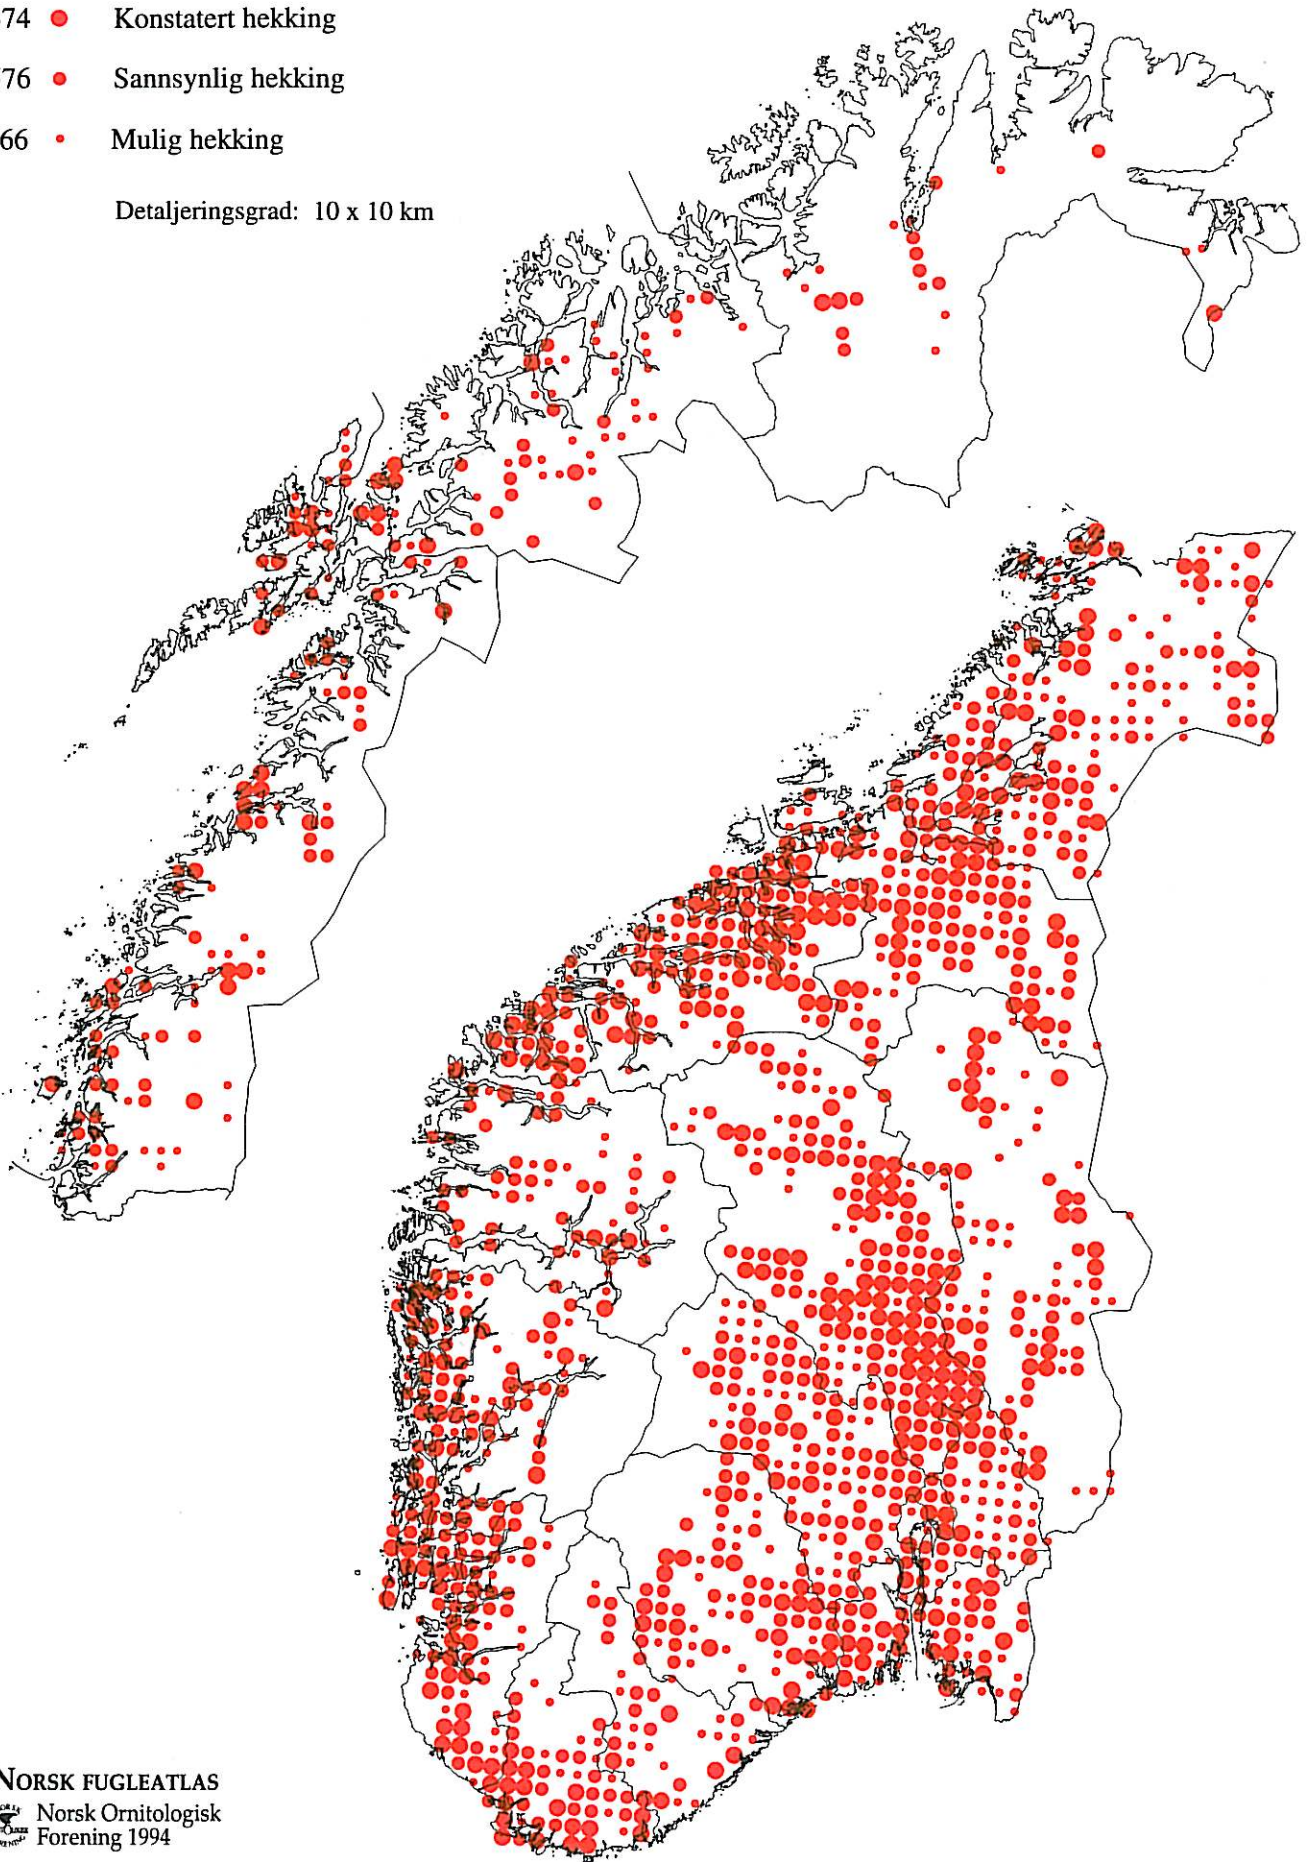 74 Konstatert hekking
76 Sannsynlig hekking
66 Mulig hekking
Detaljeringsgrad: 10 x 10 km
NORSK FUGLEATLAS
Norsk Ornitologisk
Forening 1994